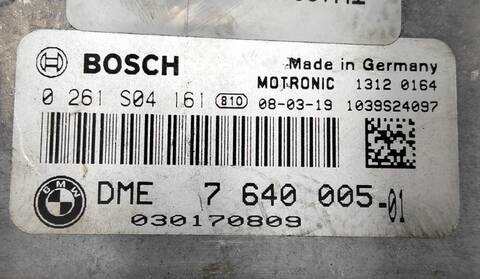 BOSCH
Made in Germany
MOTRONIC 1312 0164
0 261 S04 161 810 08-03-19 1039S24097
BMW
DME 7 640 005-01
030170809